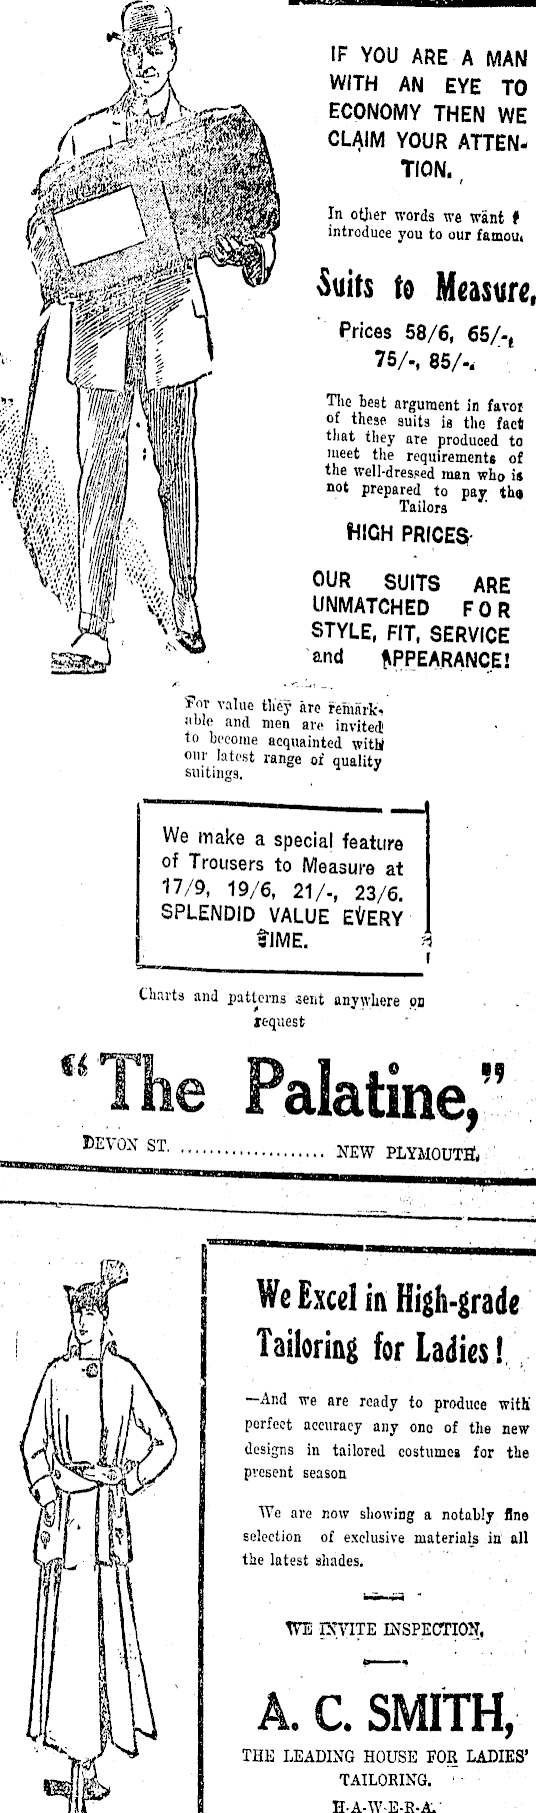 IF YOU ARE A MAN
WITH AN EYE TO
ECONOMY THEN WE
CLAIM YOUR ATTEN-
TION.
In other words we want
introduce you to our
Suits to Measure,
Prices 58/6, 65/-,
75/-, 85/-.
The best argument in favor
of these suits is the fact
that they are produced to
meet the requirements of
the well-dressed man who is
not prepared to pay the
Tailors
HIGH PRICES
OUR SUITS ARE
UNMATCHED FOR
STYLE, FIT, SERVICE
and APPEARANCE!
For value they are remark-
able and men are invited
to become acquainted with
our latest range of quality
suitings.
We make a special feature
of Trousers to Measure at
17/9, 19/6, 21/-, 23/6.
SPLENDID VALUE EVERY
TIME.
Charts and patterns sent anywhere on
request
"The Palatine,"
DEVON ST. .................... NEW PLYMOUTH.
We Excel in High-grade
Tailoring for Ladies!
—And we are ready to produce with
perfect accuracy any one of the new
designs in tailored costumes for the
present season
We are now showing a notably fine
selection of exclusive materials in all
the latest shades.
WE INVITE INSPECTION.
A. C. SMITH,
THE LEADING HOUSE FOR LADIES'
TAILORING.
H-A-W-E-R-A.